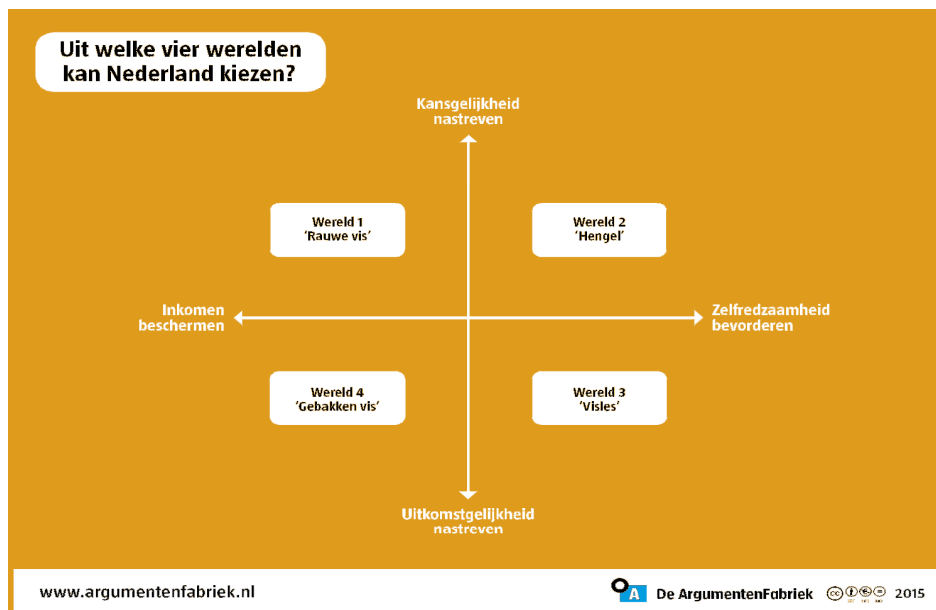 Uit welke vier werelden
kan Nederland kiezen?
Kansgelijkheid
nastreven
Wereld 1
‘Rauwe vis’
Wereld 2
‘Hengel’
Inkomen
beschermen
Zelfredzaamheid
bevorderen
Wereld 4
‘Gebakken vis’
Wereld 3
‘Visles’
Uitkomstgelijkheid
nastreven
www.argumentenfabriek.nl
A De ArgumentenFabriek cc 2015